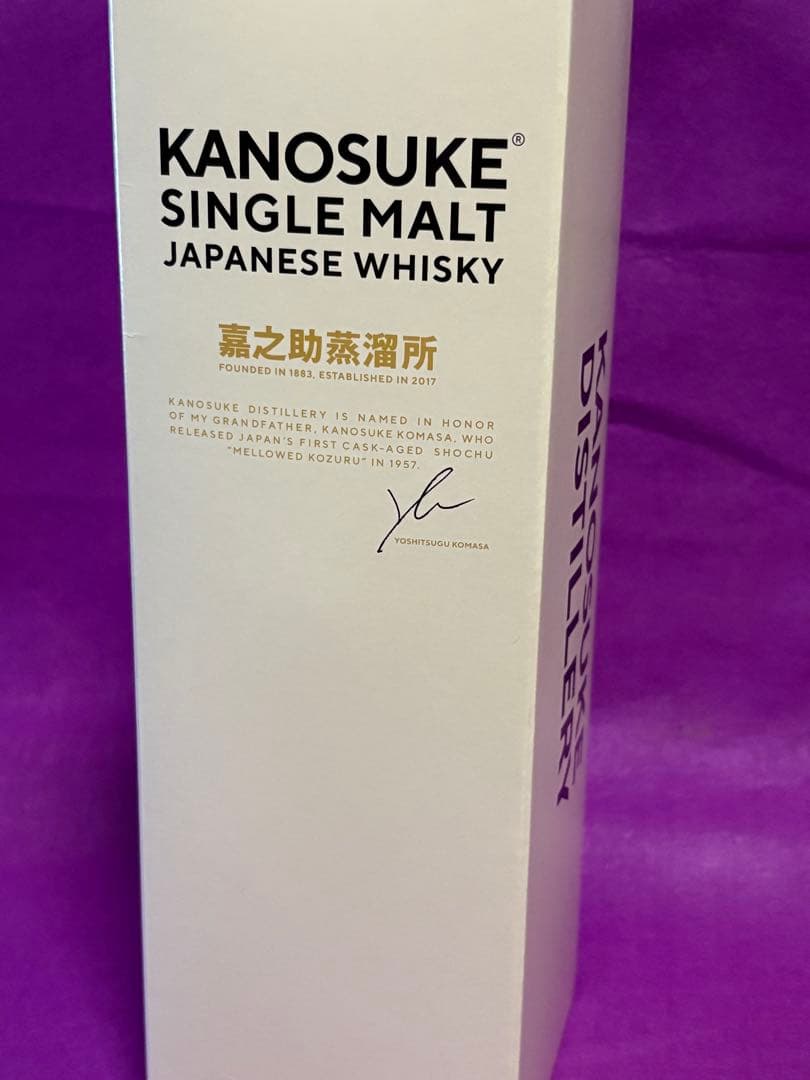 KANOSUKE®
SINGLE MALT
JAPANESE WHISKY
嘉之助蒸溜所
FOUNDED IN 1883, ESTABLISHED IN 2017
KANOSUKE DISTILLERY IS NAMED IN HONOR
OF MY GRANDFATHER, KANOSUKE KOMASA, WHO
RELEASED JAPAN'S FIRST CASK-AGED SHOCHU
"MELLOWED KOZURU" IN 1957.
YOSHITSUGU KOMASA
KANOSUKE
DISTILLERY